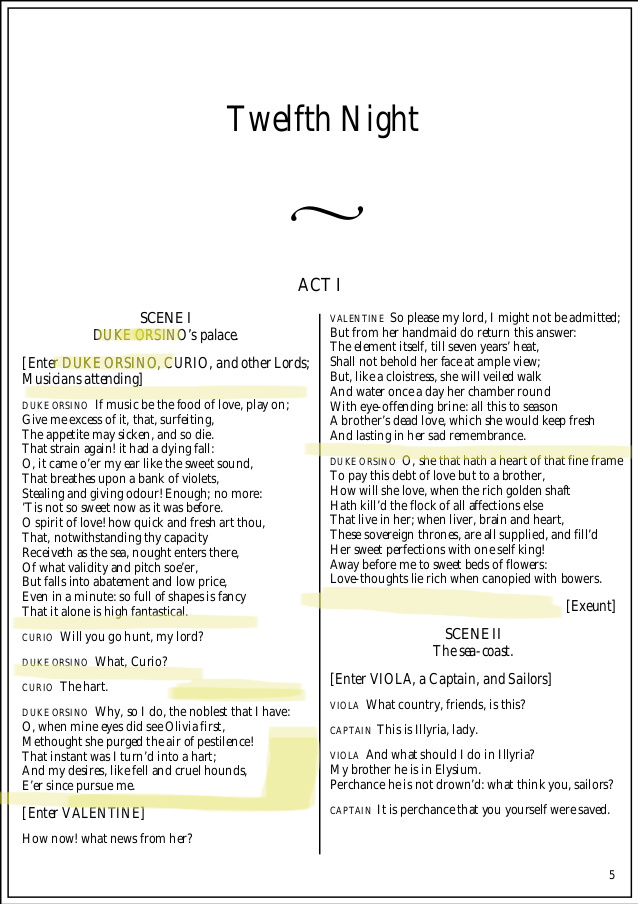 Twelfth Night
ACT I
SCENE I
DUKE ORSINO's palace.
[Enter DUKE ORSINO, CURIO, and other Lords;
Musicians attending]
DUKE ORSINO If music be the food of love, play on;
Give me excess of it, that, surfeiting,
The appetite may sicken, and so die.
That strain again! it had a dying fall:
O, it came o'er my ear like the sweet sound,
That breathes upon a bank of violets,
Stealing and giving odour! Enough; no more:
'Tis not so sweet now as it was before.
O spirit of love! how quick and fresh art thou,
That, notwithstanding thy capacity
Receiveth as the sea, nought enters there,
Of what validity and pitch soe'er,
But falls into abatement and low price,
Even in a minute: so full of shapes is fancy
That it alone is high fantastical.
CURIO Will you go hunt, my lord?
DUKE ORSINO What, Curio?
CURIO The hart.
DUKE ORSINO Why, so I do, the noblest that I have:
O, when mine eyes did see Olivia first,
Methought she purged the air of pestilence!
That instant was I turn'd into a hart;
And my desires, like fell and cruel hounds,
E'er since pursue me.
[Enter VALENTINE]
How now! what news from her?
VALENTINE So please my lord, I might not be admitted;
But from her handmaid do return this answer:
The element itself, till seven years' heat,
Shall not behold her face at ample view;
But, like a cloistress, she will veiled walk
And water once a day her chamber round
With eye-offending brine: all this to season
A brother's dead love, which she would keep fresh
And lasting in her sad remembrance.
DUKE ORSINO O, she that hath a heart of that fine frame
To pay this debt of love but to a brother,
How will she love, when the rich golden shaft
Hath kill'd the flock of all affections else
That live in her; when liver, brain and heart,
These sovereign thrones, are all supplied, and fill'd
Her sweet perfections with one self king!
Away before me to sweet beds of flowers:
Love-thoughts lie rich when canopied with bowers.
[Exeunt]
SCENE II
The sea-coast.
[Enter VIOLA, a Captain, and Sailors]
VIOLA What country, friends, is this?
CAPTAIN This is Illyria, lady.
VIOLA And what should I do in Illyria?
My brother he is in Elysium.
Perchance he is not drown'd: what think you, sailors?
CAPTAIN It is perchance that you yourself were saved.
5